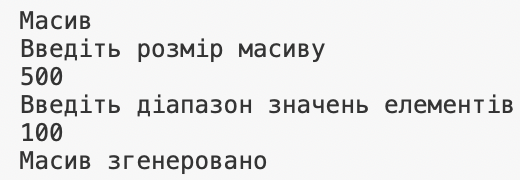 Масив
Введіть розмір масиву
500
Введіть діапазон значень елементів
100
Масив згенеровано